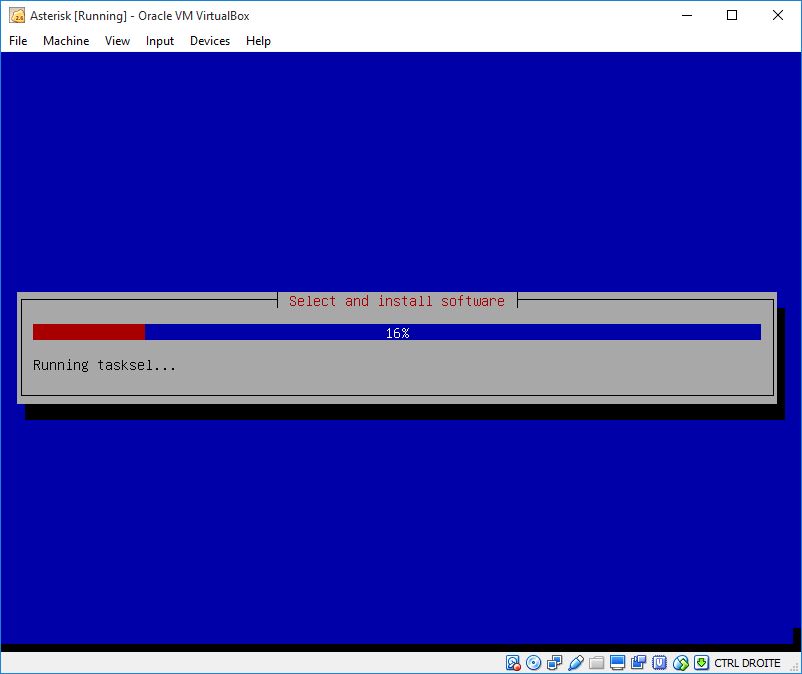 Asterisk [Running] - Oracle VM VirtualBox
File Machine View Input Devices Help
Select and install software
16%
Running tasksel...
CTRL DROITE